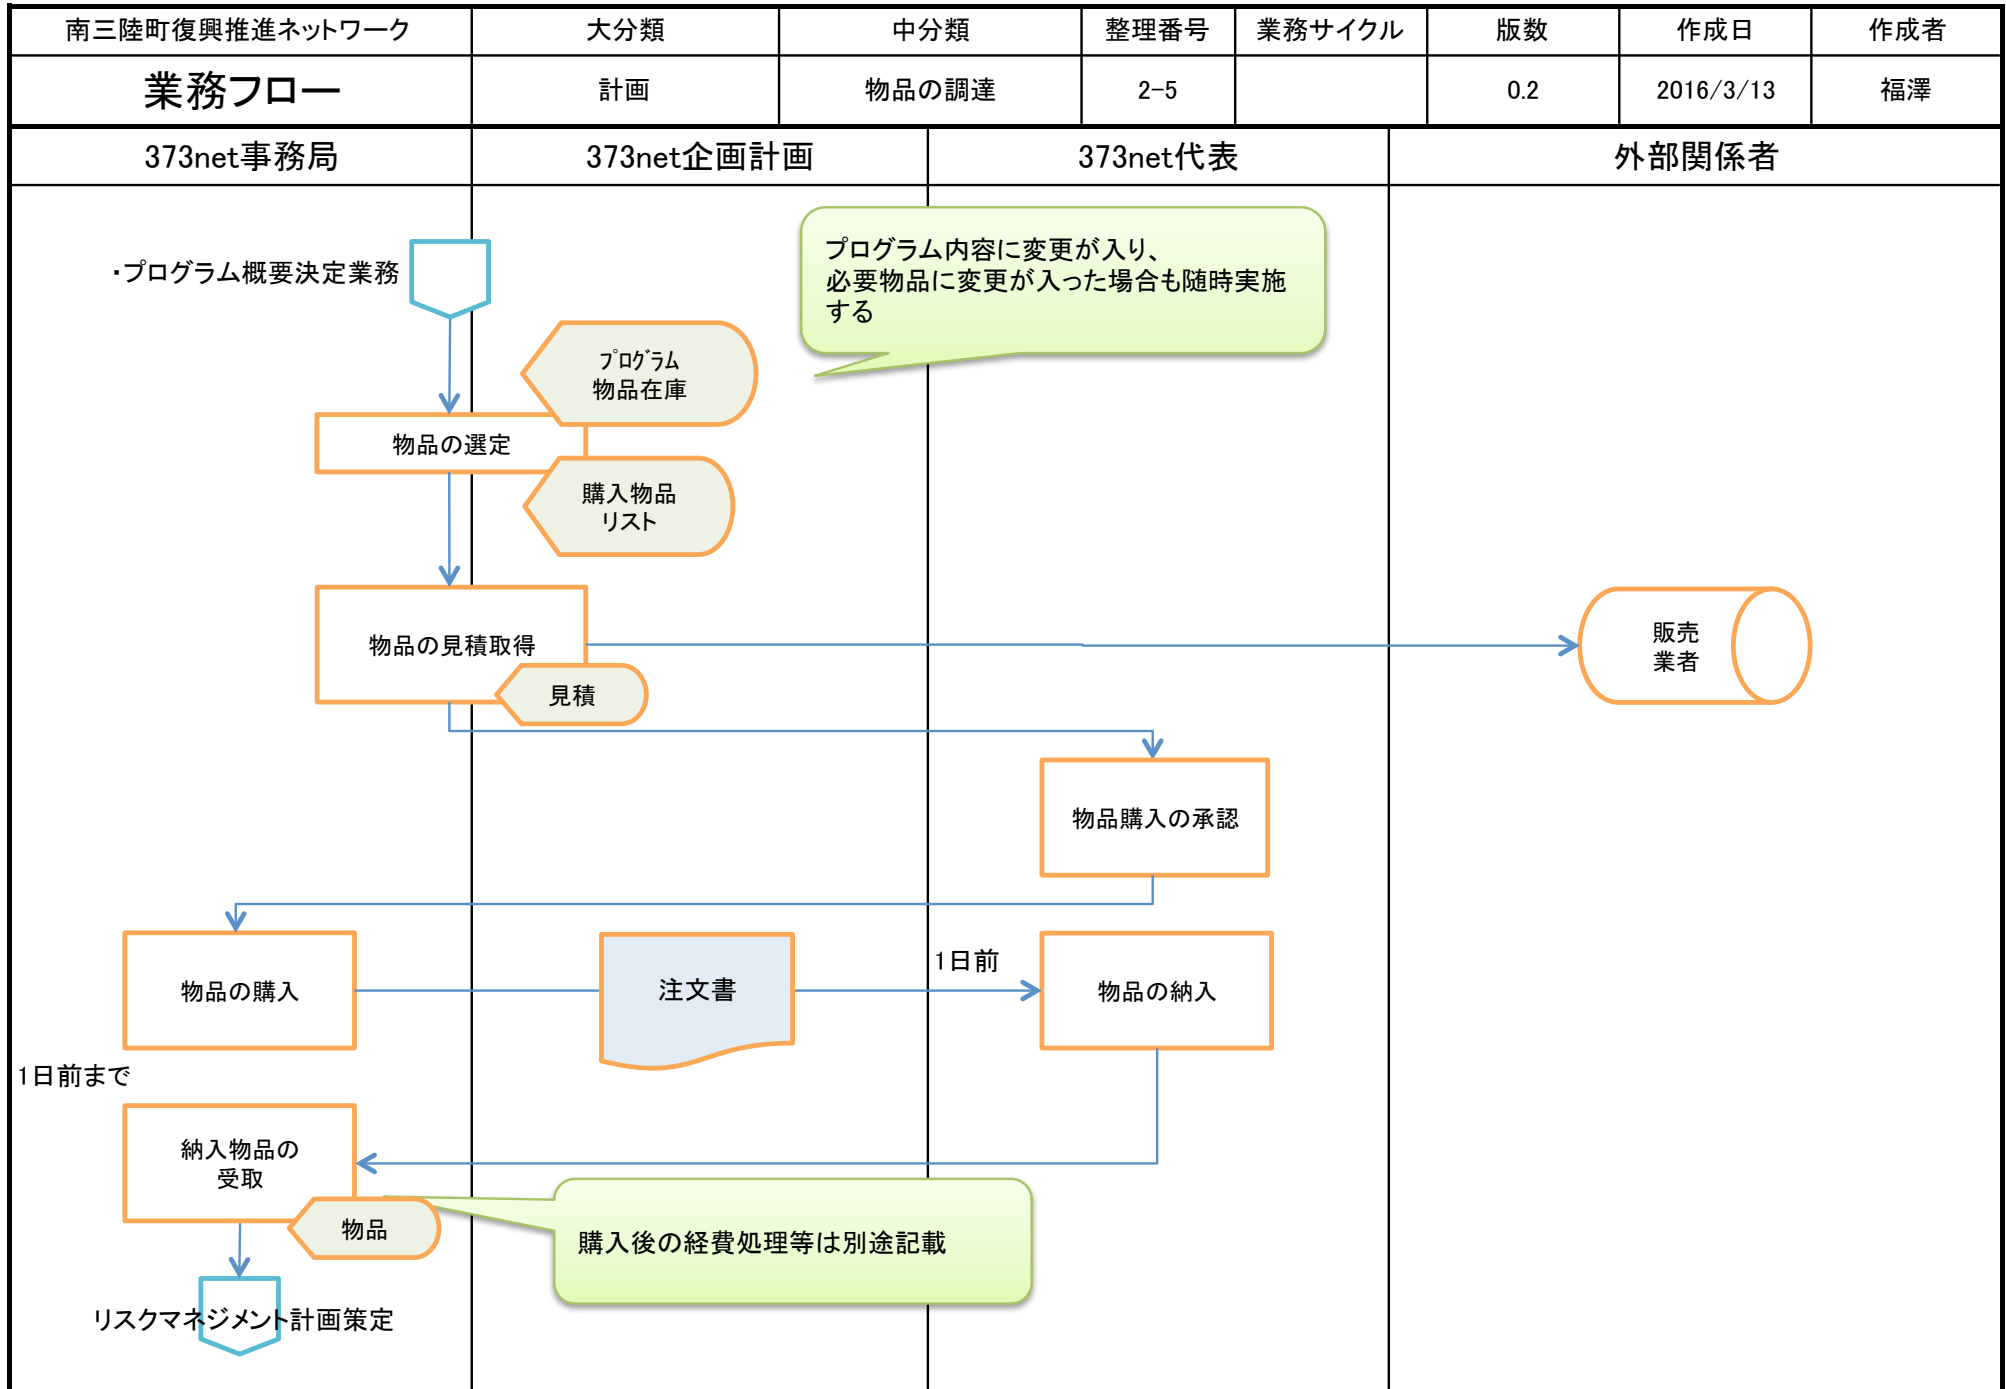 南三陸町復興推進ネットワーク
大分類
中分類
整理番号
業務サイクル
版数
作成日
作成者
業務フロー
計画
物品の調達
2-5
0.2
2016/3/13
福澤
373net事務局
373net企画計画
373net代表
外部関係者
・プログラム概要決定業務
プログラム内容に変更が入り、
必要物品に変更が入った場合も随時実施
する
プログラム
物品在庫
物品の選定
購入物品
リスト
物品の見積取得
見積
販売
業者
物品購入の承認
物品の購入
注文書
1日前
物品の納入
1日前まで
納入物品の
受取
物品
購入後の経費処理等は別途記載
リスクマネジメント計画策定